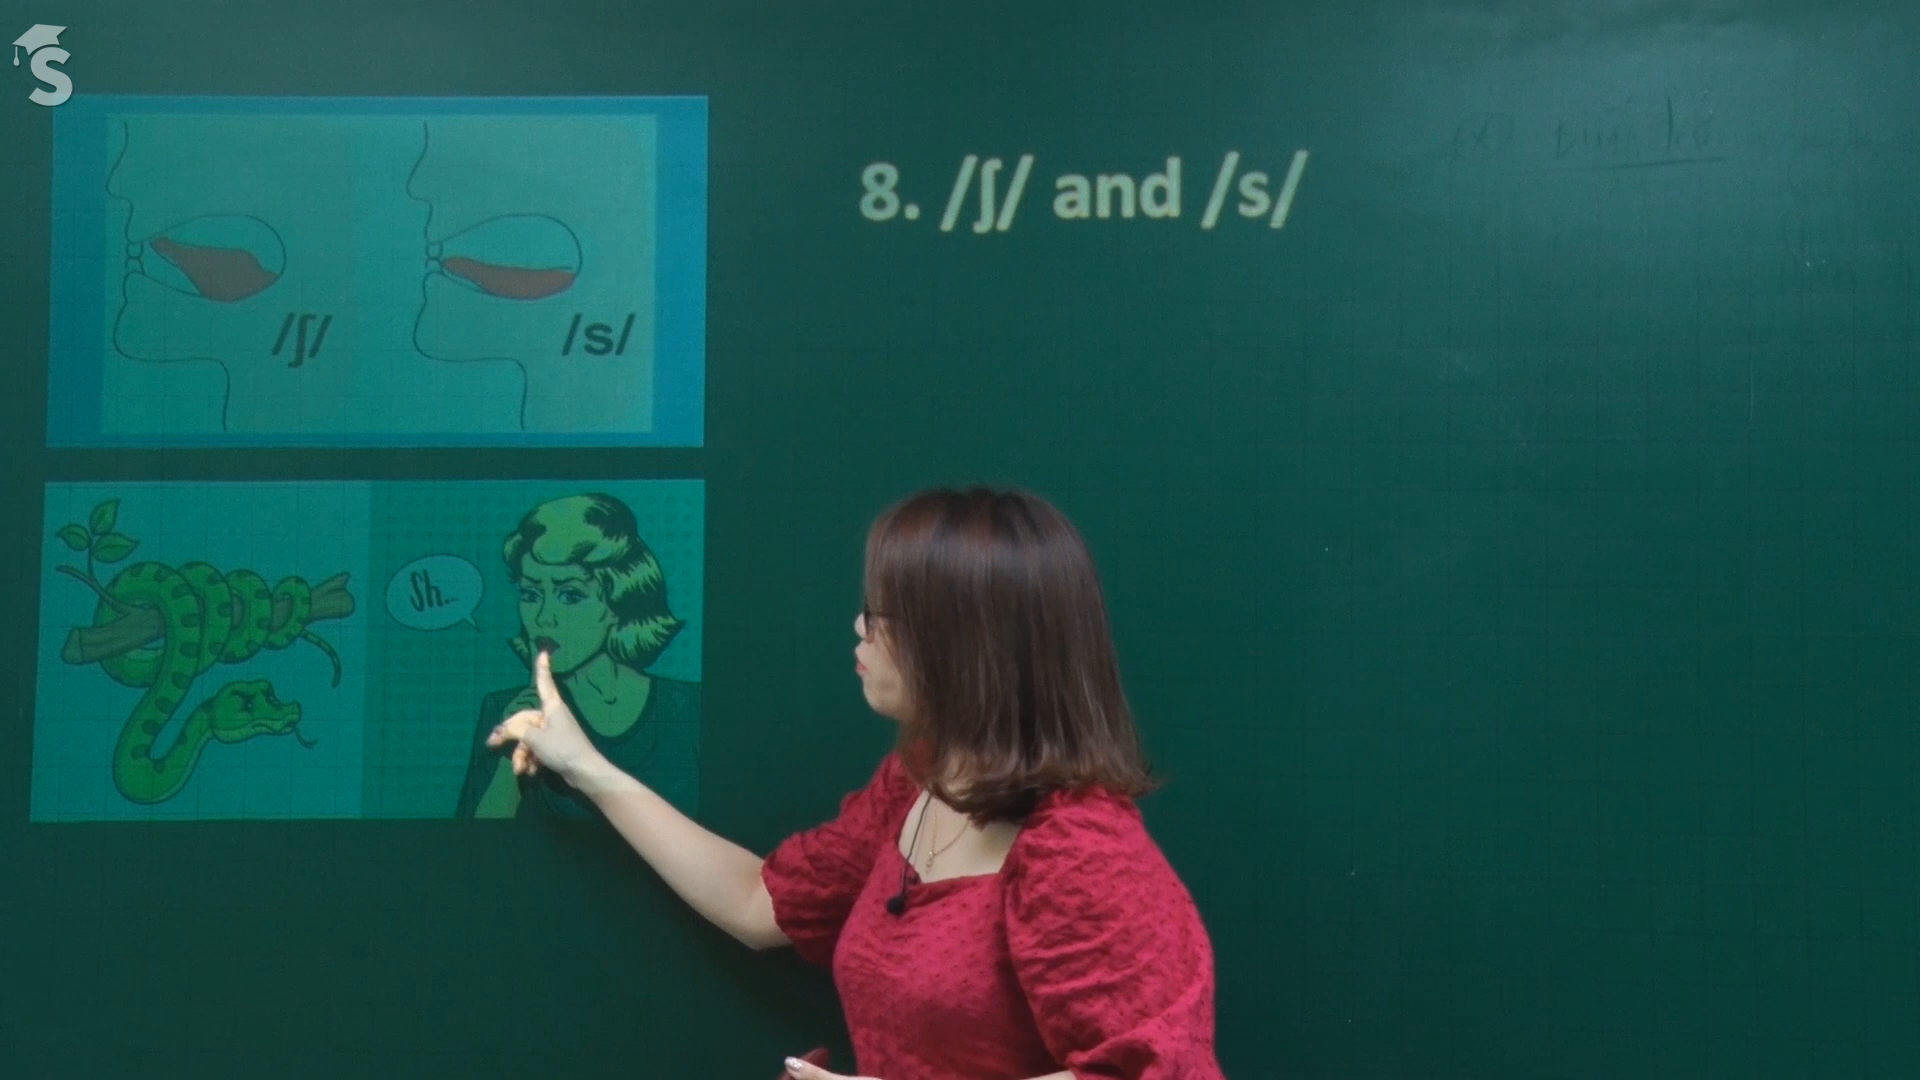 S
8. /ʃ/ and /s/
/ʃ/
/s/
Sh...